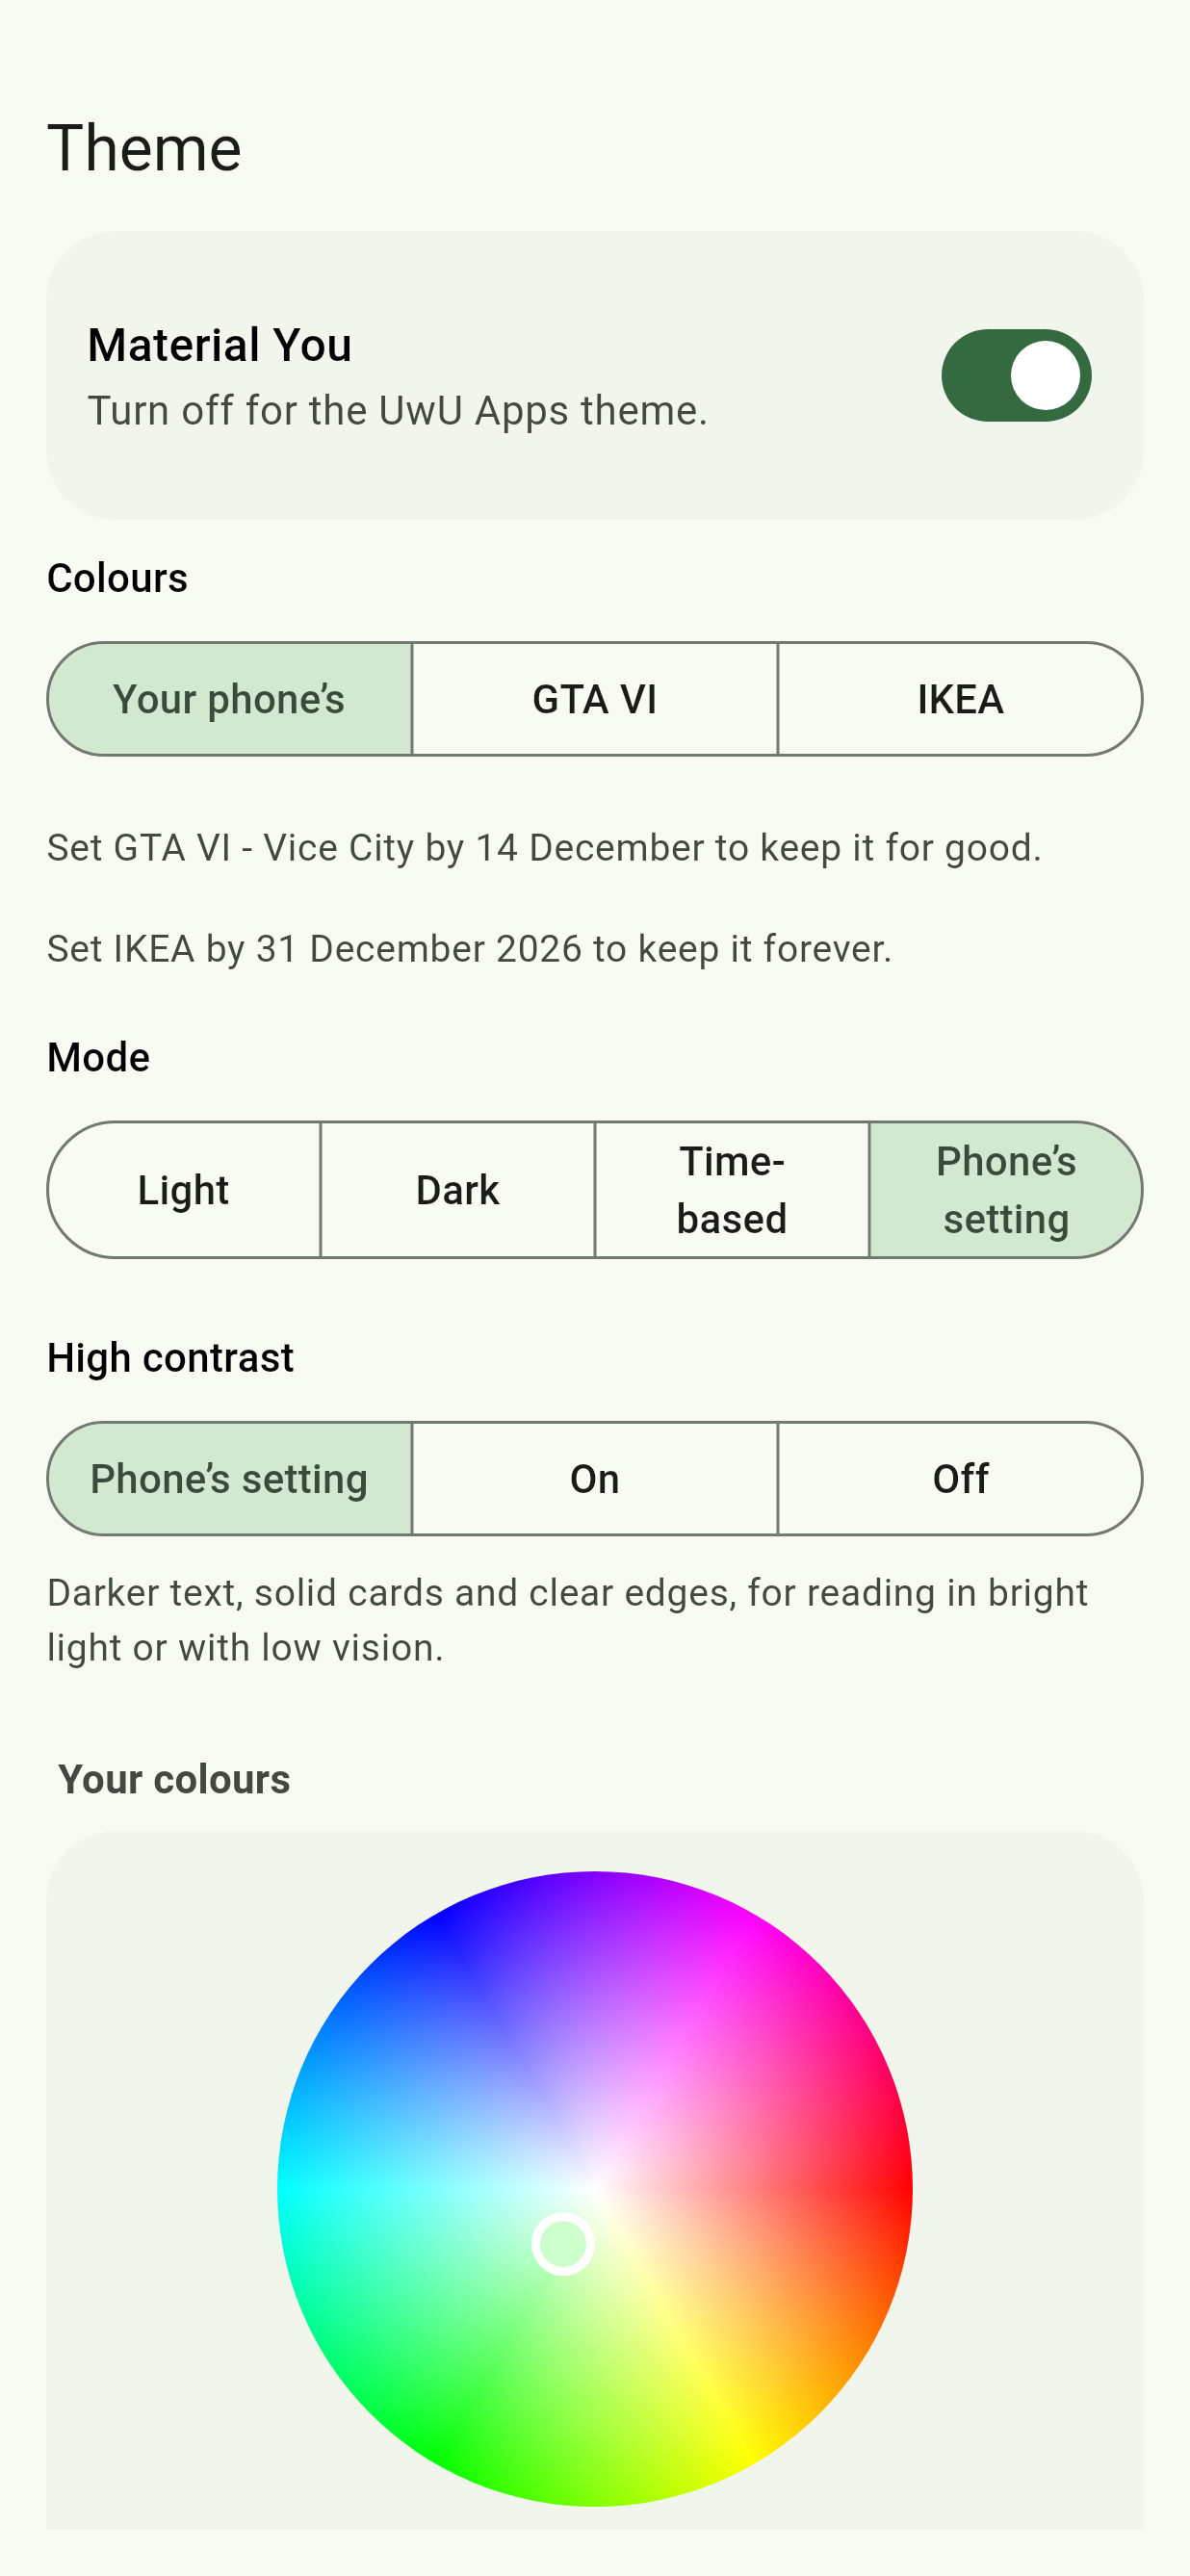 Theme
Material You
Turn off for the UwU Apps theme.
Colours
Your phone’s
GTA VI
IKEA
Set GTA VI - Vice City by 14 December to keep it for good.
Set IKEA by 31 December 2026 to keep it forever.
Mode
Light
Dark
Time-
based
Phone’s
setting
High contrast
Phone’s setting
On
Off
Darker text, solid cards and clear edges, for reading in bright
light or with low vision.
Your colours